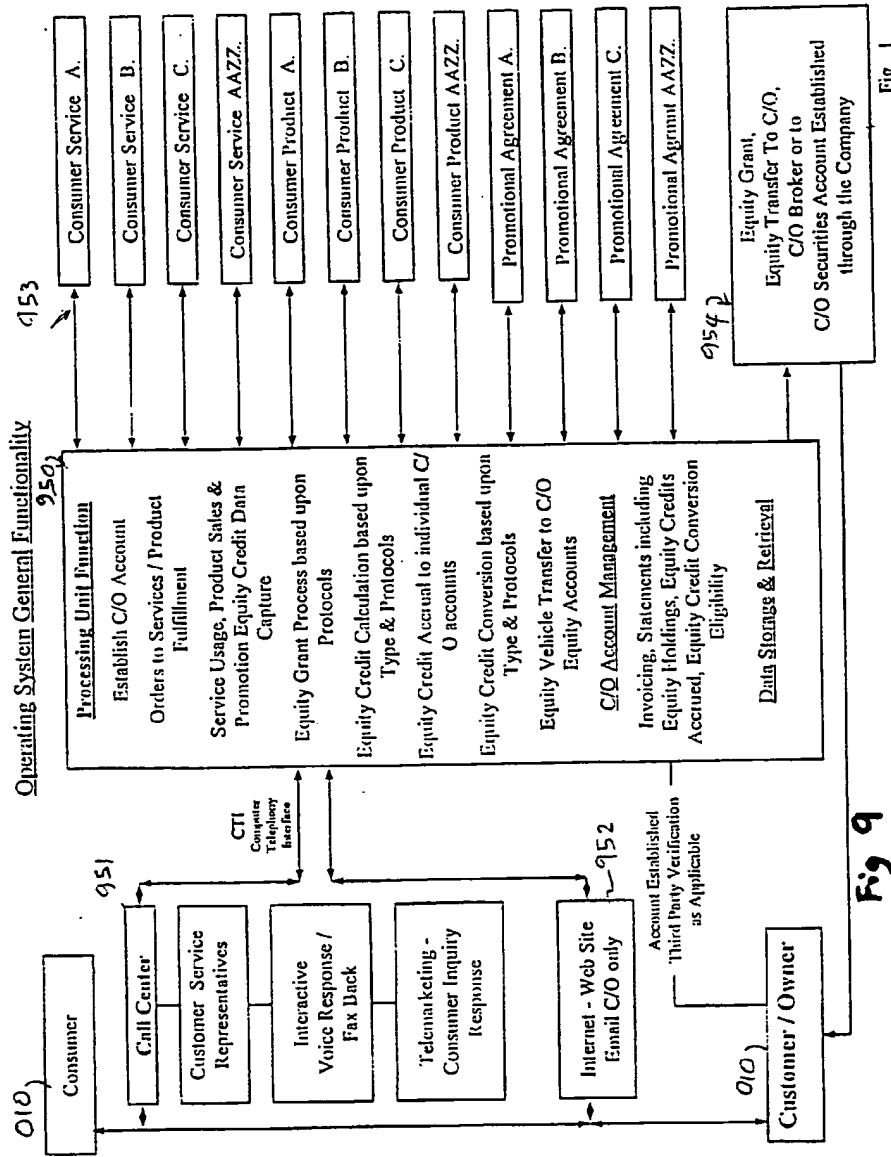 Operating System General Functionality
010
Consumer
951
Call Center
Customer Service
Representatives
Interactive
Voice Response /
Fax Back
Telemarketing -
Consumer Inquiry
Response
Internet - Web Site
Email C/O only
952
010
Customer / Owner
CTI
Computer
Telephony
Interface
Account Established
Third Party Verification
as Applicable
950
Processing Unit Function
Establish C/O Account
Orders to Services / Product
Fulfillment
Service Usage, Product Sales &
Promotion Equity Credit Data
Capture
Equity Grant Process based upon
Protocols
Equity Credit Calculation based upon
Type & Protocols
Equity Credit Accrual to individual C/
O accounts
Equity Credit Conversion based upon
Type & Protocols
Equity Vehicle Transfer to C/O
Equity Accounts
C/O Account Management
Invoicing, Statements including
Equity Holdings, Equity Credits
Accrued, Equity Credit Conversion
Eligibility
Data Storage & Retrieval
953
Consumer Service A.
Consumer Service B.
Consumer Service C.
Consumer Service AAZZ..
Consumer Product A.
Consumer Product B.
Consumer Product C.
Consumer Product AAZZ..
Promotional Agreement A.
Promotional Agreement B.
Promotional Agreement C.
Promotional Agrmnt AAZZ..
9542
Equity Grant,
Equity Transfer To C/O,
C/O Broker or to
C/O Securities Account Established
through the Company
Fig 9
Fig. 1